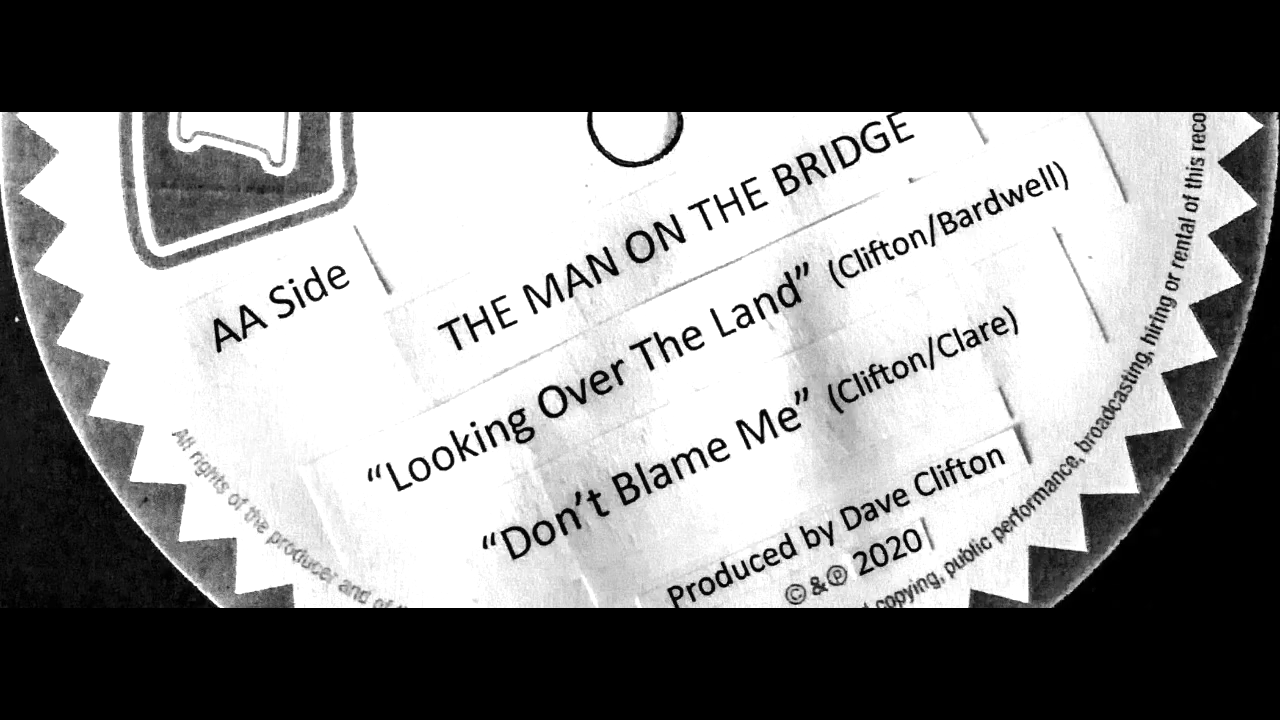 AA Side
THE MAN ON THE BRIDGE
“Looking Over The Land” (Clifton/Bardwell)
“Don’t Blame Me” (Clifton/Clare)
Produced by Dave Clifton
©&℗ 2020
All rights of the producer and of
copying, public performance, broadcasting, hiring or rental of this reco